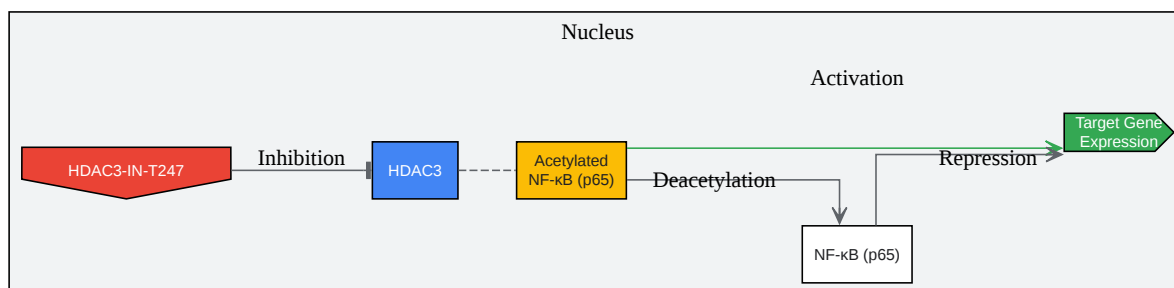 Nucleus
Activation
Target Gene
Expression
Inhibition
HDAC3-IN-T247
HDAC3
Acetylated
NF-κB (p65)
Deacetylation
Repression
NF-κB (p65)